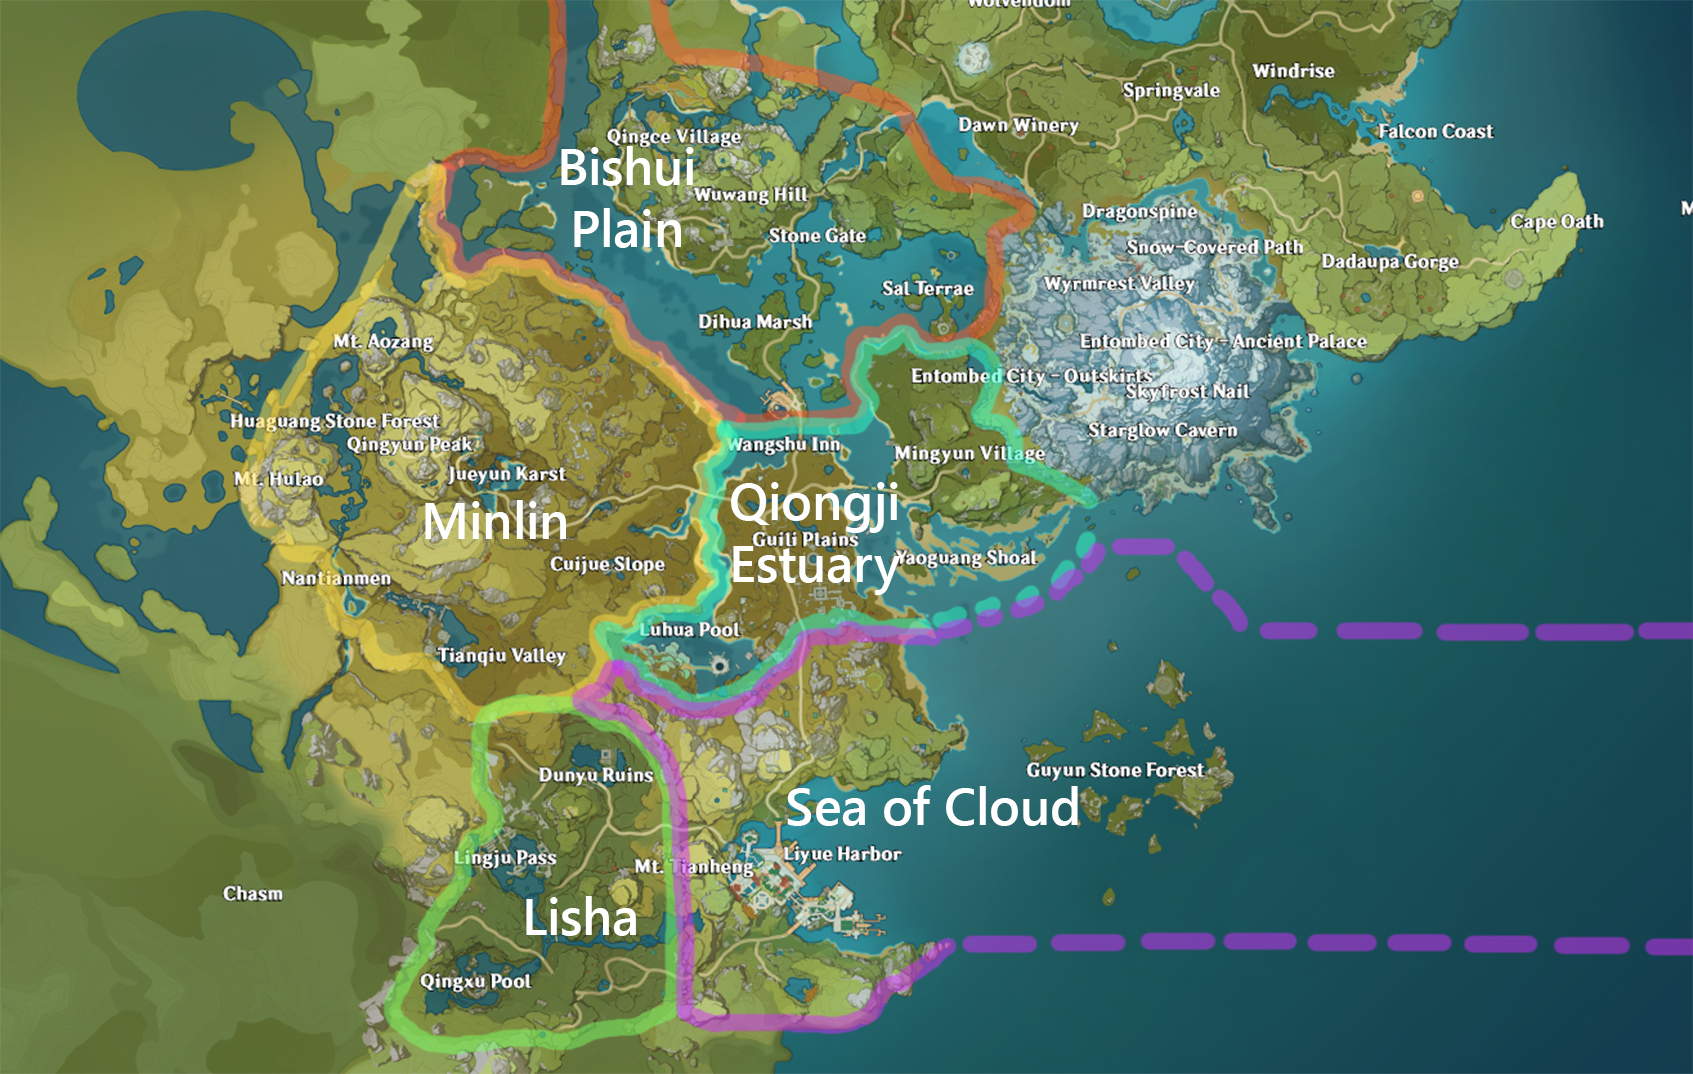 Wolvendom
Windrise
Springvale
Dawn Winery
Falcon Coast
Qingce Village
Bishui
Plain
Wuwang Hill
Stone Gate
Dragonspine
Cape Oath
Snow-Covered Path
Dadaupa Gorge
Sal Terrae
Wyrmrest Valley
Dihua Marsh
Mt. Aozang
Entombed City - Ancient Palace
Entombed City - Outskirts
Skyfrost Nail
Huaguang Stone Forest
Qingyun Peak
Wangshu Inn
Starglow Cavern
Mingyun Village
Mt. Hulao
Jueyun Karst
Minlin
Qiongji
Estuary
Guili Plains
Yaoguang Shoal
Cuijue Slope
Nantianmen
Luhua Pool
Tianqiu Valley
Dunyu Ruins
Guyun Stone Forest
Sea of Cloud
Liyue Harbor
Lingju Pass
Mt. Tianheng
Chasm
Lisha
Qingxu Pool